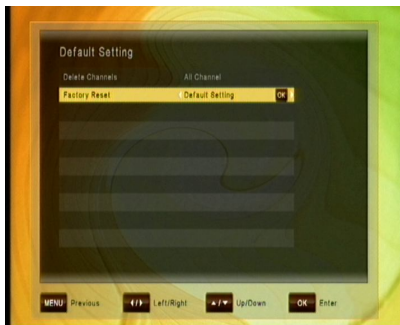 Default Setting
Delete Channels All Channel
Factory Reset Default Setting OK
MENU Previous Left/Right Up/Down OK Enter